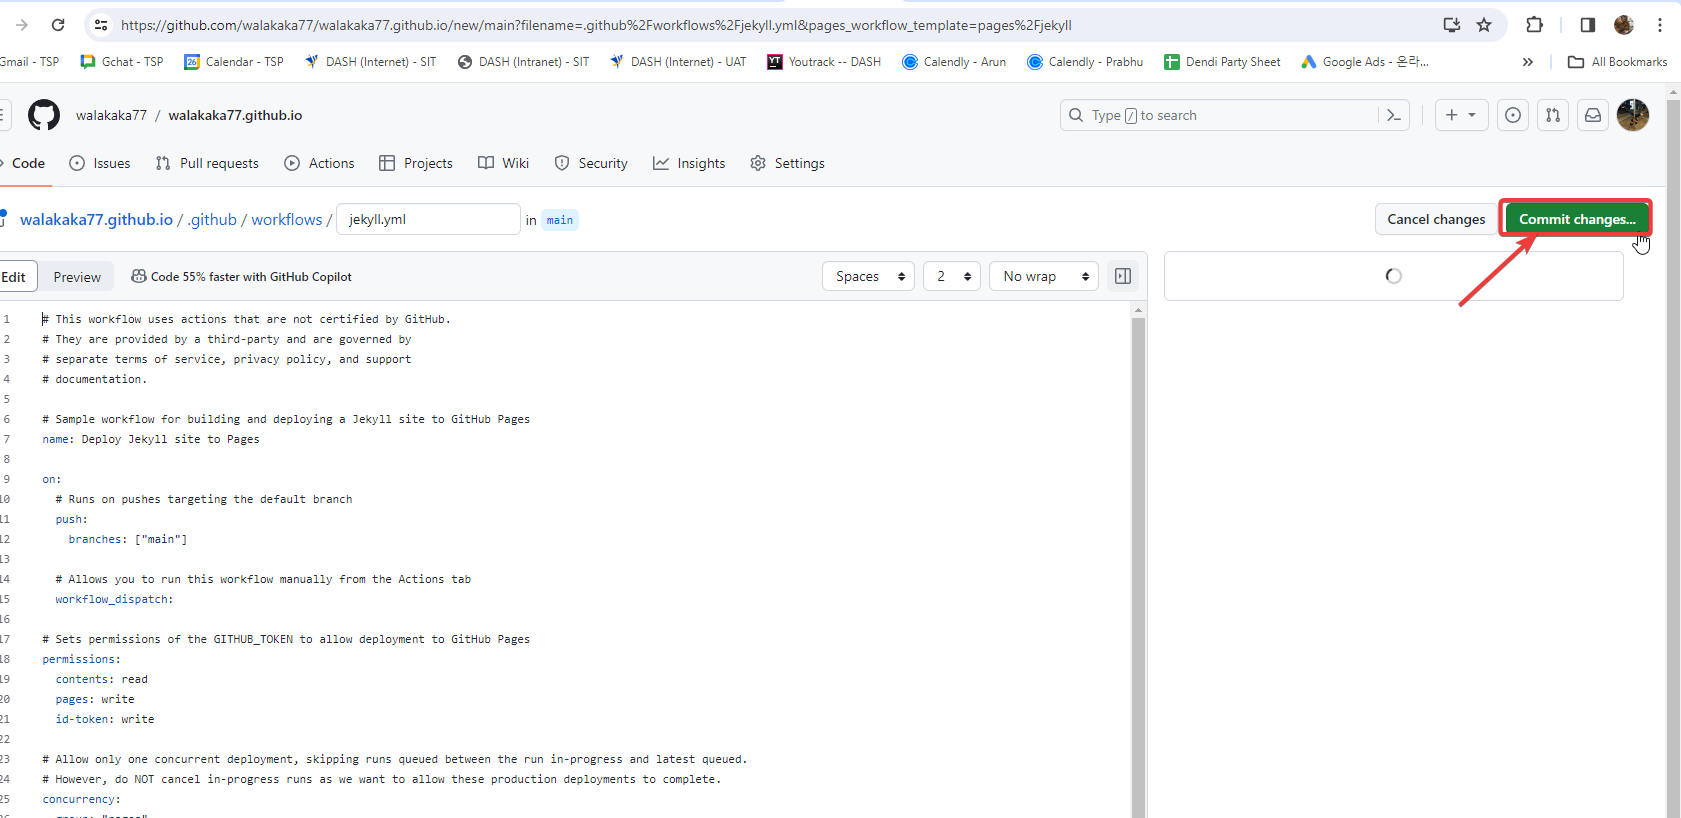 https://github.com/walakaka77/walakaka77.github.io/new/main?filename=.github%2Fworkflows%2Fjekyll.yml&pages_workflow_template=pages%2Fjekyll
Gmail - TSP Gchat - TSP 26 Calendar - TSP DASH (Internet) - SIT DASH (Intranet) - SIT DASH (Internet) - UAT YT Youtrack -- DASH Calendly - Arun Calendly - Prabhu Dendi Party Sheet Google Ads - 온라... » All Bookmarks
walakaka77 / walakaka77.github.io Type / to search
Code Issues Pull requests Actions Projects Wiki Security Insights Settings
walakaka77.github.io / .github / workflows / jekyll.yml in main Cancel changes Commit changes...
Edit Preview Code 55% faster with GitHub Copilot Spaces 2 No wrap
1 # This workflow uses actions that are not certified by GitHub.
2 # They are provided by a third-party and are governed by
3 # separate terms of service, privacy policy, and support
4 # documentation.
5
6 # Sample workflow for building and deploying a Jekyll site to GitHub Pages
7 name: Deploy Jekyll site to Pages
8
9 on:
10 # Runs on pushes targeting the default branch
11 push:
12 branches: ["main"]
13
14 # Allows you to run this workflow manually from the Actions tab
15 workflow_dispatch:
16
17 # Sets permissions of the GITHUB_TOKEN to allow deployment to GitHub Pages
18 permissions:
19 contents: read
20 pages: write
21 id-token: write
22
23 # Allow only one concurrent deployment, skipping runs queued between the run in-progress and latest queued.
24 # However, do NOT cancel in-progress runs as we want to allow these production deployments to complete.
25 concurrency:
26 group: "pages"